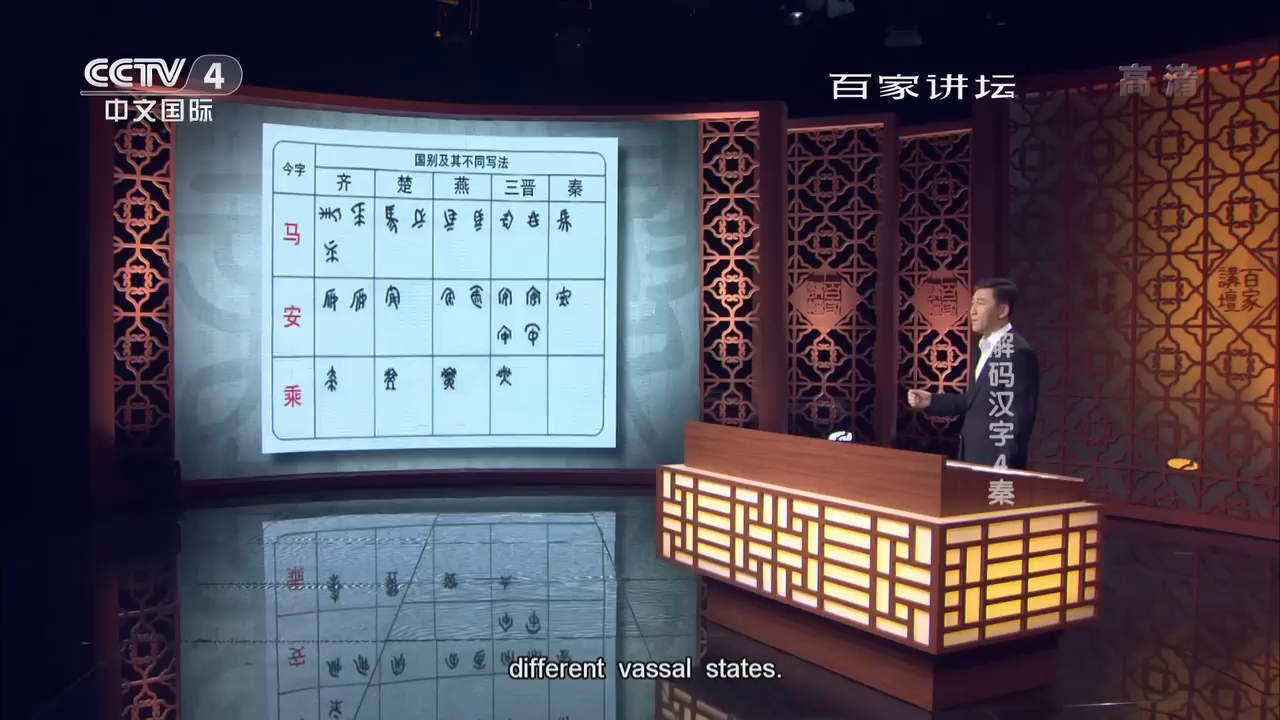 CCTV 4
中文国际
百家讲坛
高清
今字 国别及其不同写法
齐 楚 燕 三晋 秦
马
安
乘
百家
講壇
解码汉字4秦
different vassal states.